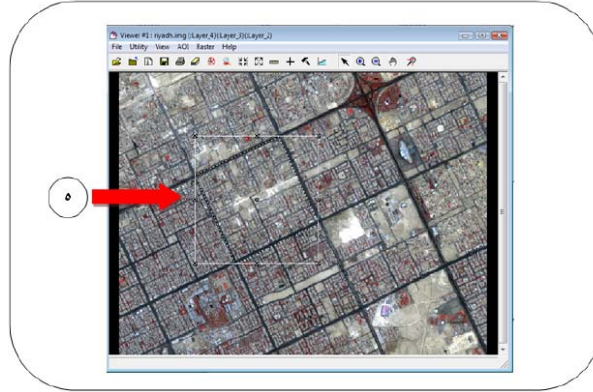 Viewer #1 : riyadh.img (:Layer_4)(:Layer_3)(:Layer_2)
File Utility View AOI Raster Help
٥